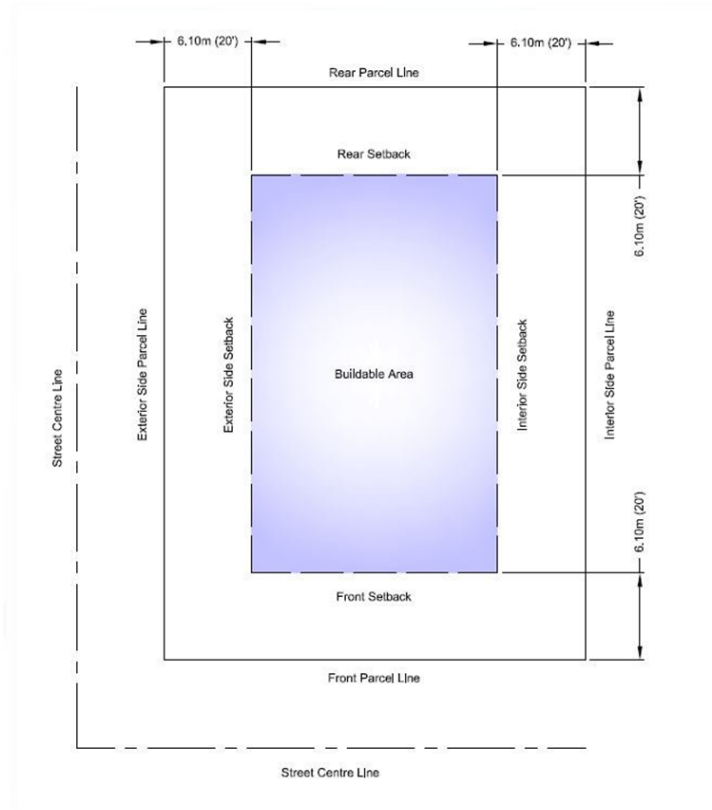 6.10m (20')
6.10m (20')
Rear Parcel Line
Rear Setback
6.10m (20')
Street Centre Line
Exterior Side Parcel Line
Exterior Side Setback
Buildable Area
Interior Side Setback
Interior Side Parcel Line
6.10m (20')
Front Setback
Front Parcel Line
Street Centre Line